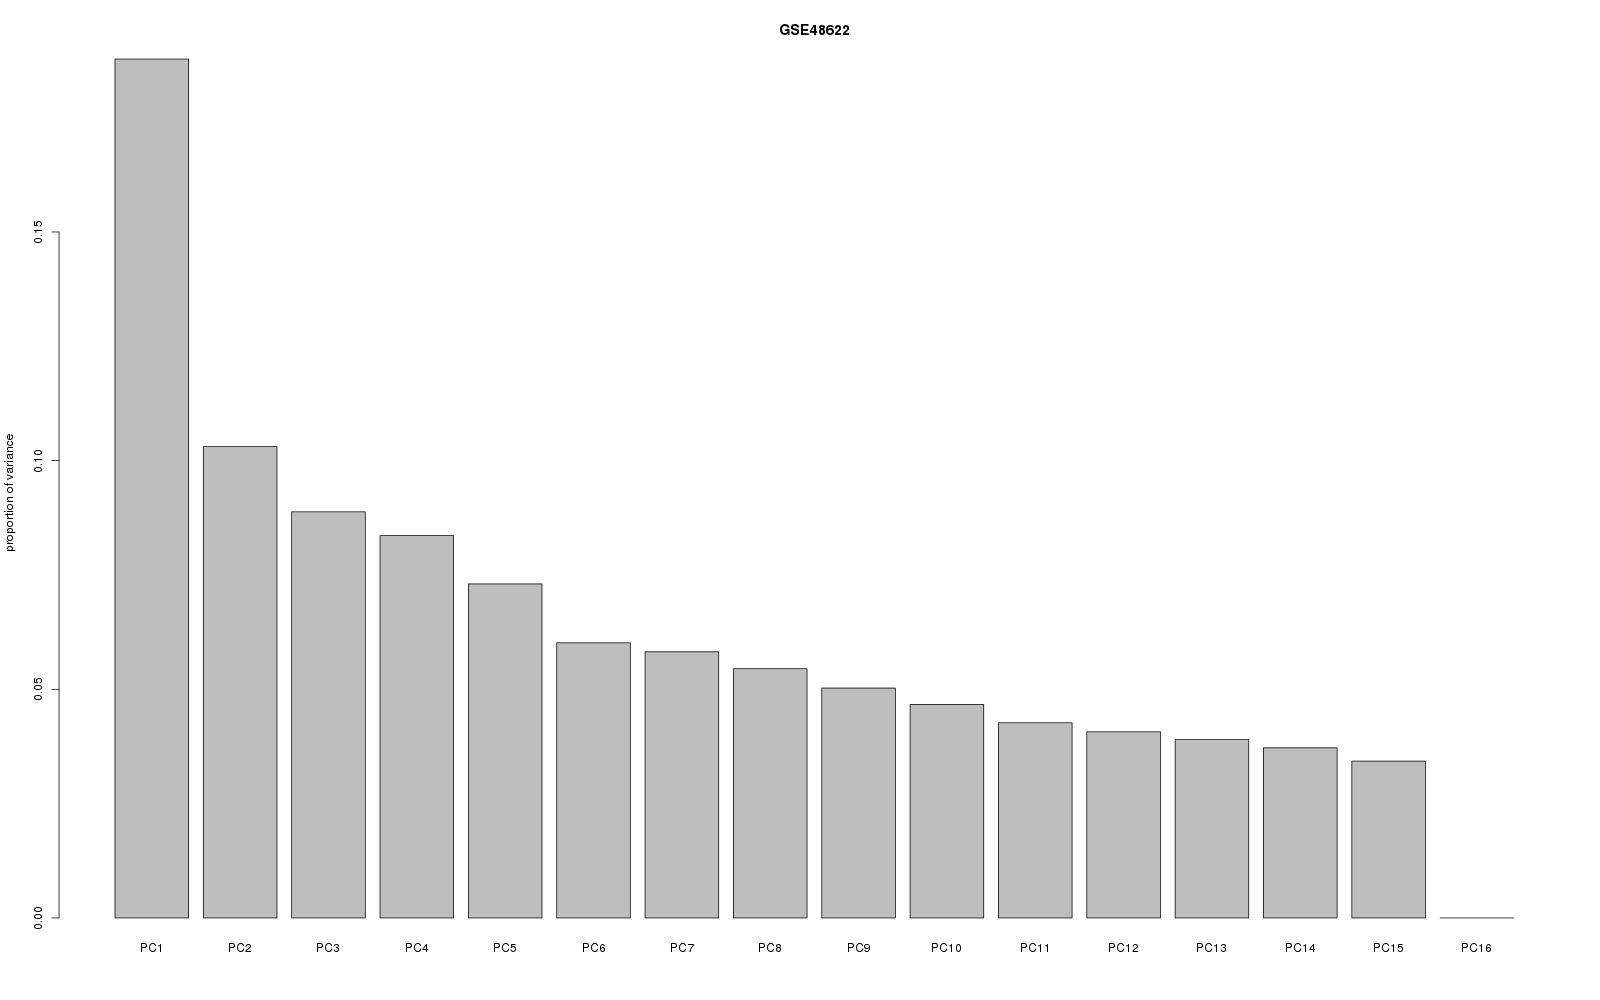 GSE48622
proportion of variance
0.15
0.10
0.05
0.00
PC1 PC2 PC3 PC4 PC5 PC6 PC7 PC8 PC9 PC10 PC11 PC12 PC13 PC14 PC15 PC16